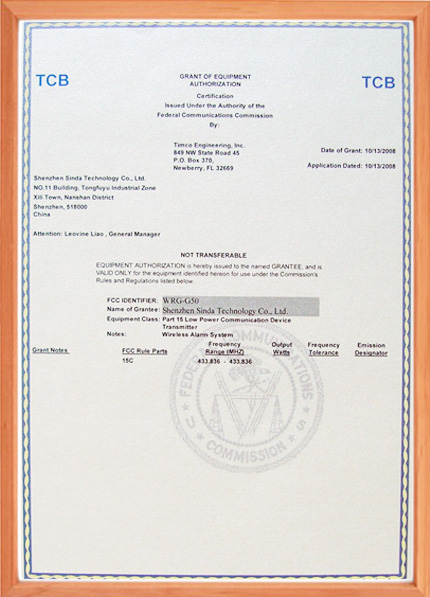 TCB
TCB
GRANT OF EQUIPMENT
AUTHORIZATION
Certification
Issued Under the Authority of the
Federal Communications Commission
By:
Timco Engineering, Inc.
849 NW State Road 45
P.O. Box 370,
Newberry, FL 32669
Date of Grant: 10/13/2008
Application Dated: 10/13/2008
Shenzhen Sinda Technology Co., Ltd.
NO.11 Building, Tongfuyu Industrial Zone
Xili Town, Nanshan District
Shenzhen, 518000
China
Attention: Leovine Liao , General Manager
NOT TRANSFERABLE
EQUIPMENT AUTHORIZATION is hereby issued to the named GRANTEE, and is
VALID ONLY for the equipment identified hereon for use under the Commission's
Rules and Regulations listed below.
FCC IDENTIFIER: WRG-G50
Name of Grantee: Shenzhen Sinda Technology Co., Ltd.
Equipment Class: Part 15 Low Power Communication Device
Transmitter
Notes: Wireless Alarm System
Grant Notes FCC Rule Parts Frequency Range (MHZ) Output Watts Frequency Tolerance Emission Designator
15C 433.836 - 433.836
FEDERAL COMMUNICATIONS
COMMISSION
U S